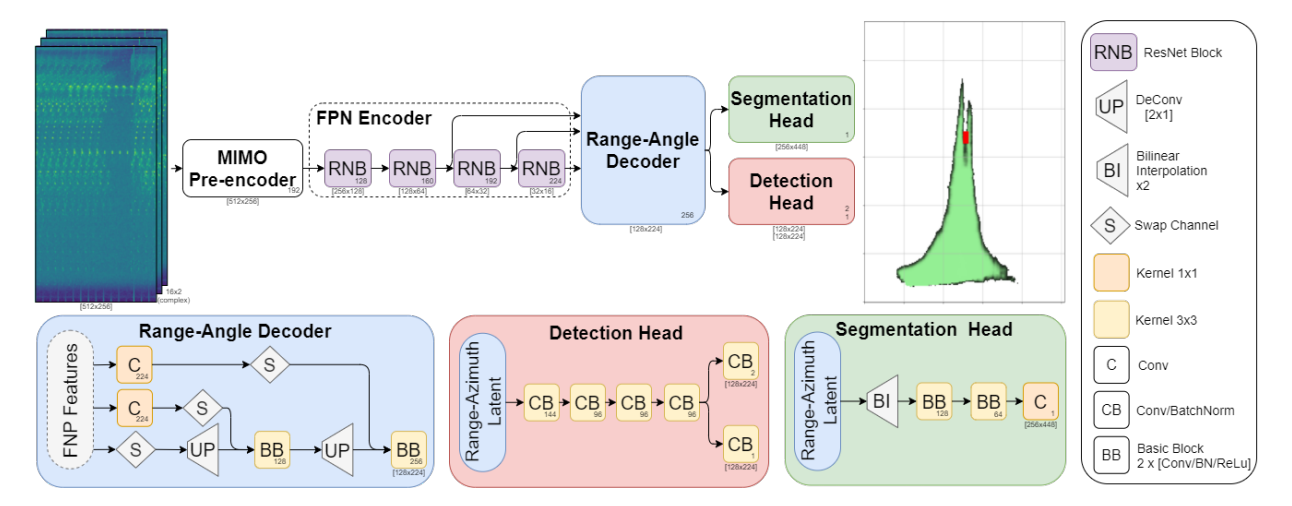 16x2
(complex)
[512x256]
MIMO
Pre-encoder
192
[512x256]
FPN Encoder
RNB
128
[256x128]
RNB
160
[128x64]
RNB
192
[64x32]
RNB
224
[32x16]
Range-Angle
Decoder
256
[128x224]
Segmentation
Head
1
[256x448]
Detection
Head
2
1
[128x224]
[128x224]
RNB
ResNet Block
UP
DeConv
[2x1]
BI
Bilinear
Interpolation
x2
S
Swap Channel
Kernel 1x1
Kernel 3x3
C
Conv
CB
Conv/BatchNorm
BB
Basic Block
2 x [Conv/BN/ReLu]
Range-Angle Decoder
FNP Features
C
224
S
C
224
S
S
UP
BB
128
UP
BB
256
[128x224]
Detection Head
Range-Azimuth
Latent
CB
144
CB
96
CB
96
CB
96
CB
2
[128x224]
CB
1
[128x224]
Segmentation Head
Range-Azimuth
Latent
BI
BB
128
BB
64
C
1
[256x448]